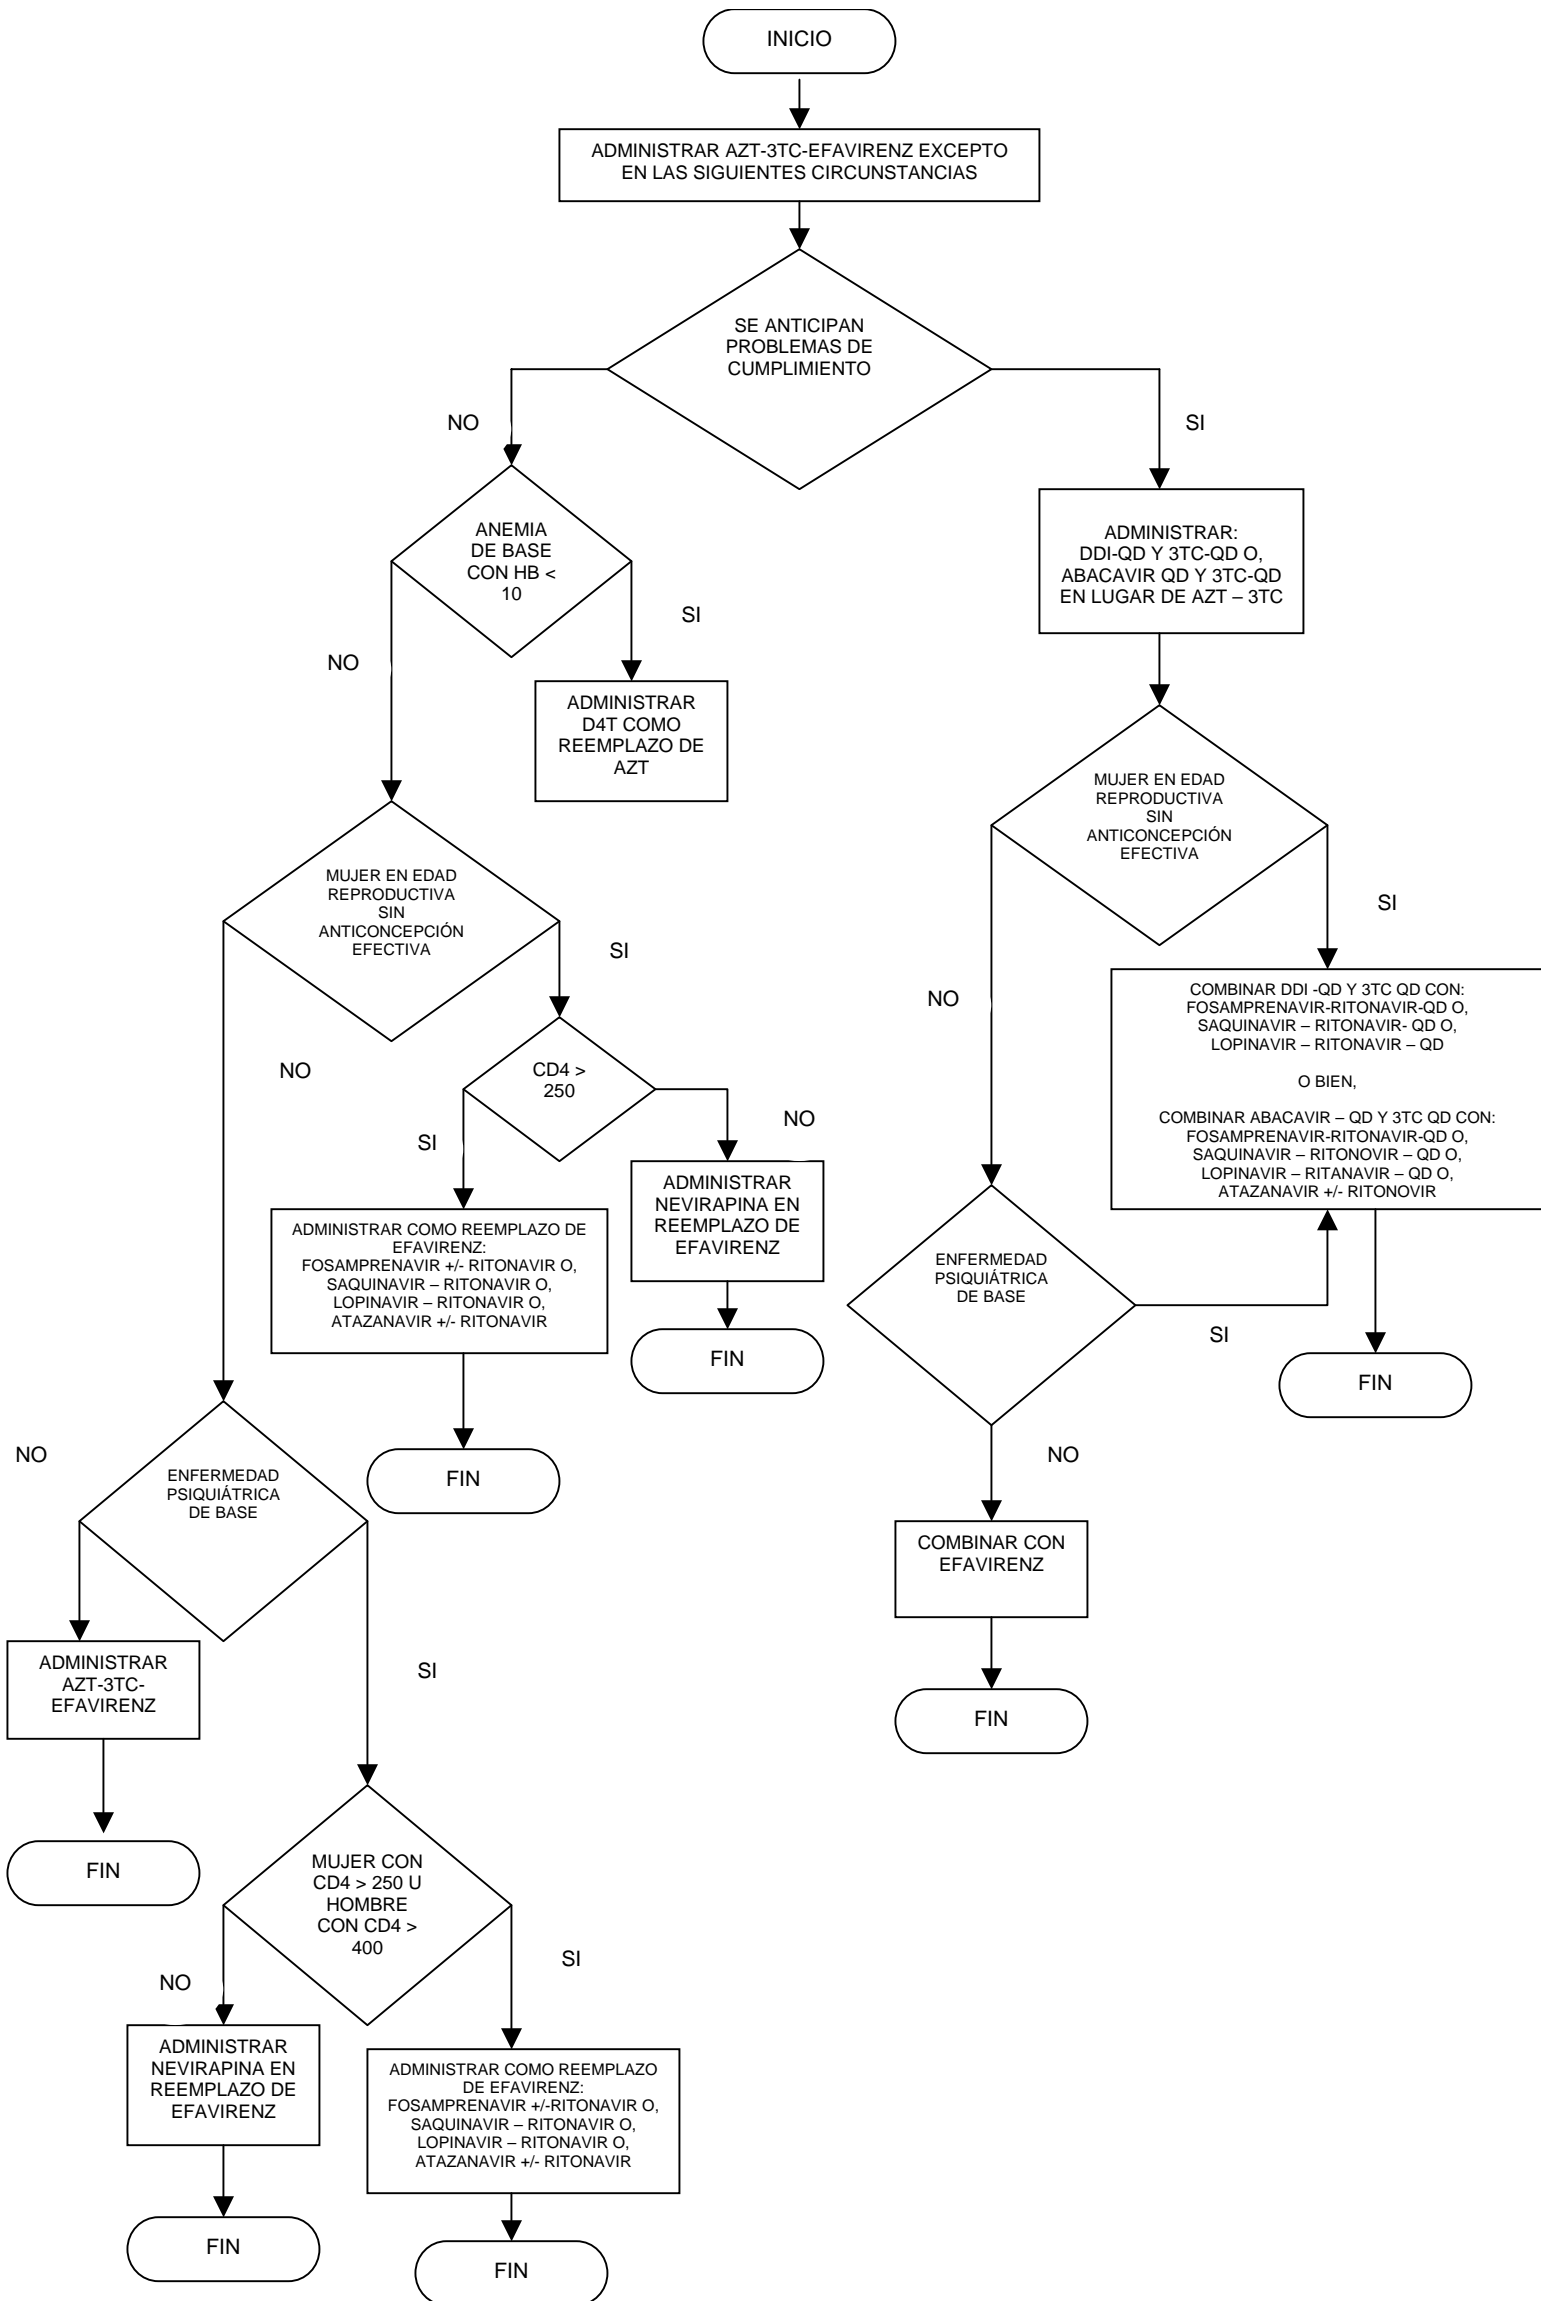 INICIO
ADMINISTRAR AZT-3TC-EFAVIRENZ EXCEPTO
EN LAS SIGUIENTES CIRCUNSTANCIAS
SE ANTICIPAN
PROBLEMAS DE
CUMPLIMIENTO
NO
SI
ANEMIA
DE BASE
CON HB <
10
ADMINISTRAR:
DDI-QD Y 3TC-QD O,
ABACAVIR QD Y 3TC-QD
EN LUGAR DE AZT – 3TC
SI
NO
ADMINISTRAR
D4T COMO
REEMPLAZO DE
AZT
MUJER EN EDAD
REPRODUCTIVA
SIN
ANTICONCEPCIÓN
EFECTIVA
MUJER EN EDAD
REPRODUCTIVA
SIN
ANTICONCEPCIÓN
EFECTIVA
SI
SI
NO
COMBINAR DDI -QD Y 3TC QD CON:
FOSAMPRENAVIR-RITONAVIR-QD O,
SAQUINAVIR – RITONAVIR- QD O,
LOPINAVIR – RITONAVIR – QD
O BIEN,
COMBINAR ABACAVIR – QD Y 3TC QD CON:
FOSAMPRENAVIR-RITONAVIR-QD O,
SAQUINAVIR – RITONOVIR – QD O,
LOPINAVIR – RITANAVIR – QD O,
ATAZANAVIR +/- RITONOVIR
NO
CD4 >
250
NO
SI
ADMINISTRAR
NEVIRAPINA EN
REEMPLAZO DE
EFAVIRENZ
ADMINISTRAR COMO REEMPLAZO DE
EFAVIRENZ:
FOSAMPRENAVIR +/- RITONAVIR O,
SAQUINAVIR – RITONAVIR O,
LOPINAVIR – RITONAVIR O,
ATAZANAVIR +/- RITONAVIR
ENFERMEDAD
PSIQUIÁTRICA
DE BASE
SI
FIN
FIN
NO
ENFERMEDAD
PSIQUIÁTRICA
DE BASE
FIN
NO
COMBINAR CON
EFAVIRENZ
ADMINISTRAR
AZT-3TC-
EFAVIRENZ
SI
FIN
FIN
MUJER CON
CD4 > 250 U
HOMBRE
CON CD4 >
400
NO
SI
ADMINISTRAR
NEVIRAPINA EN
REEMPLAZO DE
EFAVIRENZ
ADMINISTRAR COMO REEMPLAZO
DE EFAVIRENZ:
FOSAMPRENAVIR +/-RITONAVIR O,
SAQUINAVIR – RITONAVIR O,
LOPINAVIR – RITONAVIR O,
ATAZANAVIR +/- RITONAVIR
FIN
FIN